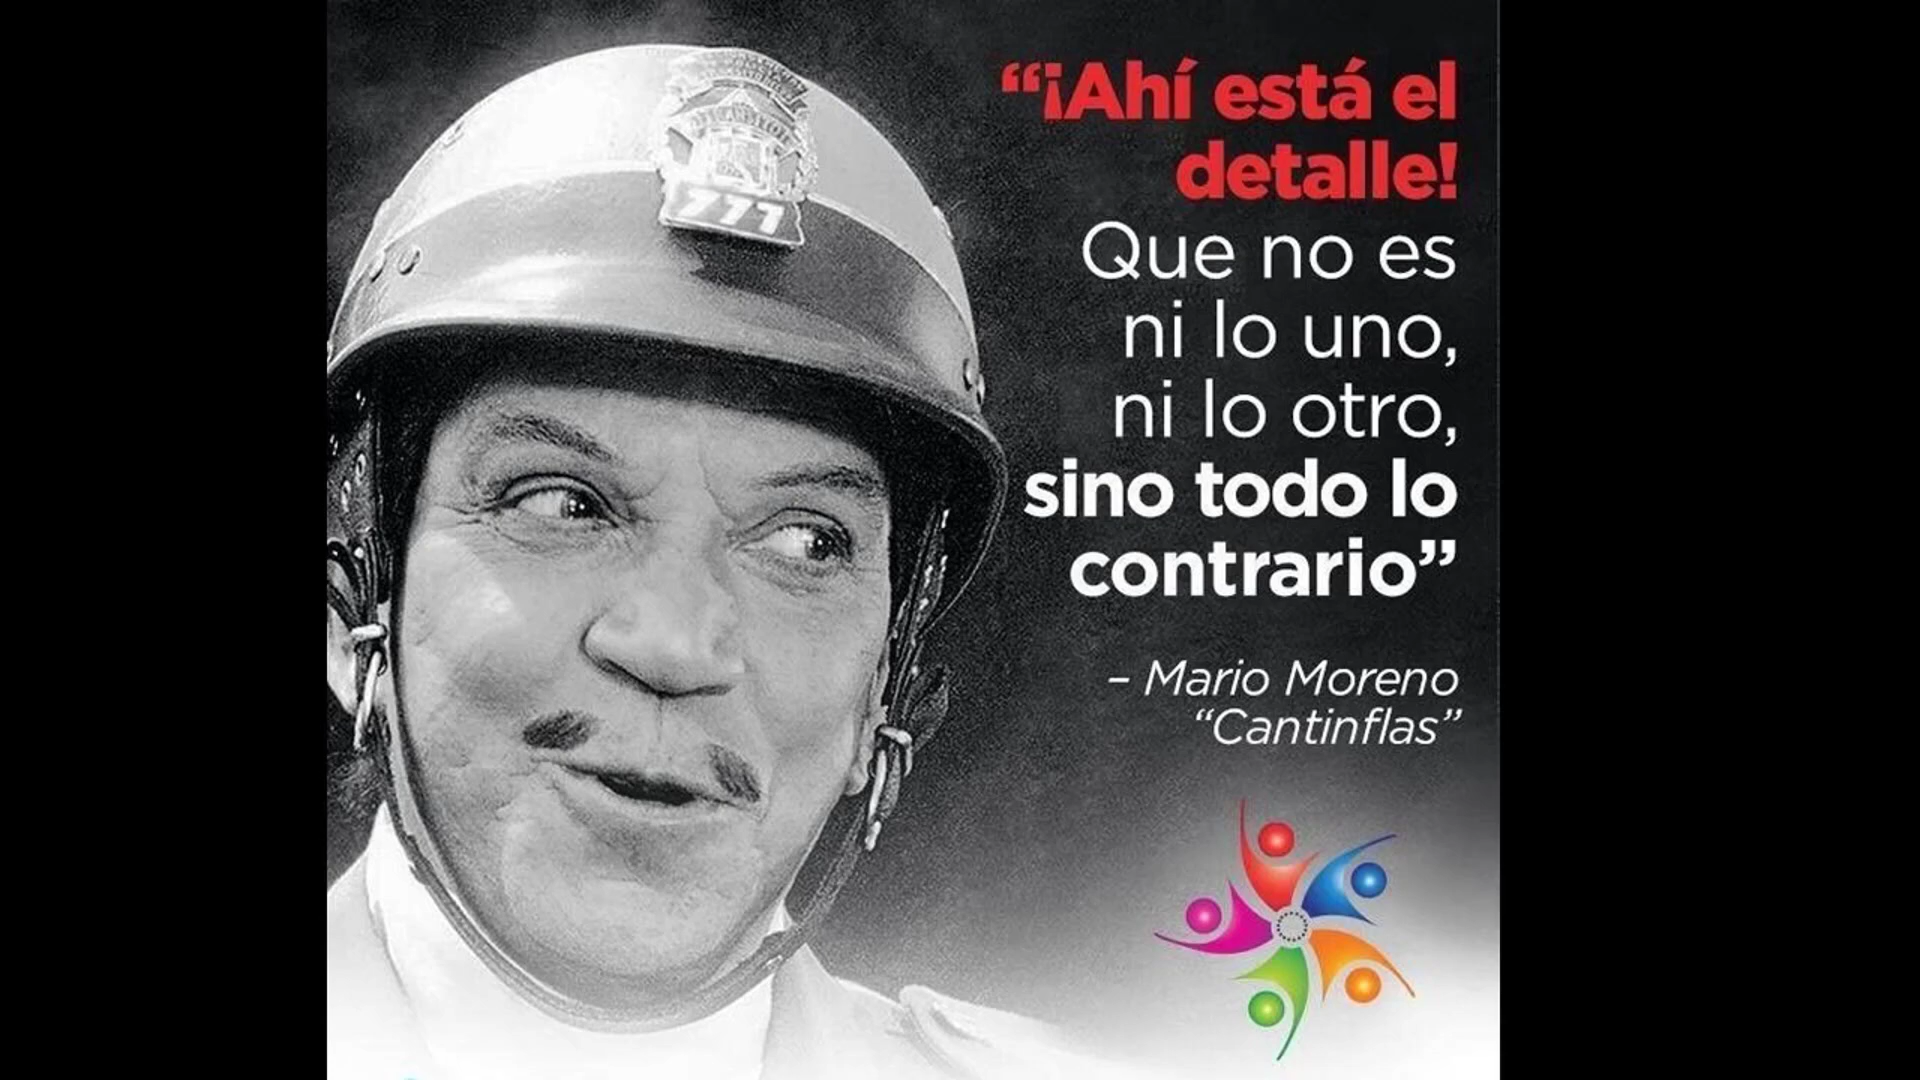 777
“¡Ahí está el
detalle!
Que no es
ni lo uno,
ni lo otro,
sino todo lo
contrario”
– Mario Moreno
“Cantinflas”